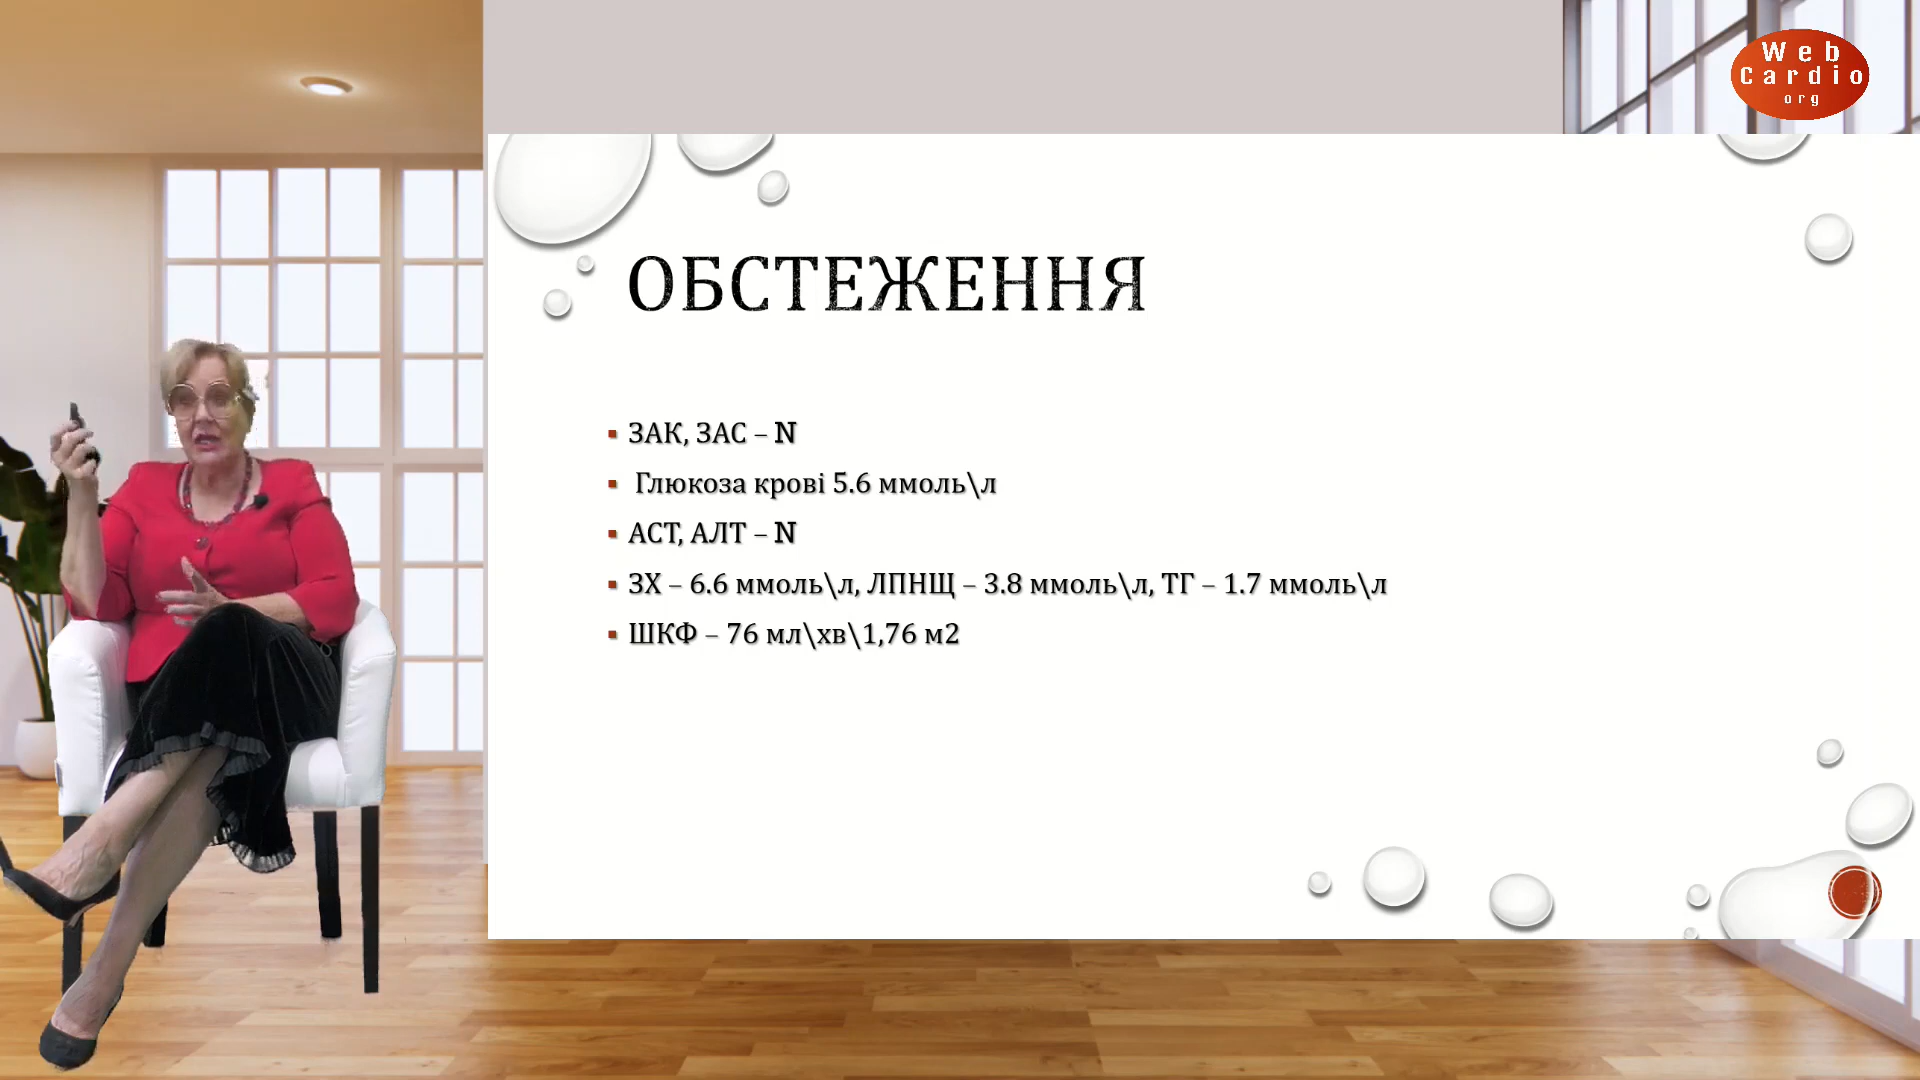 Web
Cardio
org
ОБСТЕЖЕННЯ
ЗАК, ЗАС – N
Глюкоза крові 5.6 ммоль\л
АСТ, АЛТ – N
ЗХ – 6.6 ммоль\л, ЛПНЩ – 3.8 ммоль\л, ТГ – 1.7 ммоль\л
ШКФ – 76 мл\хв\1,76 м2